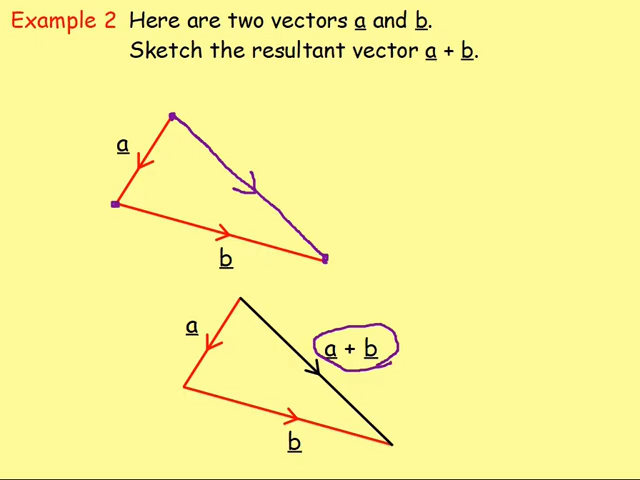 Example 2 Here are two vectors a and b.
Sketch the resultant vector a + b.
a
b
a
a + b
b